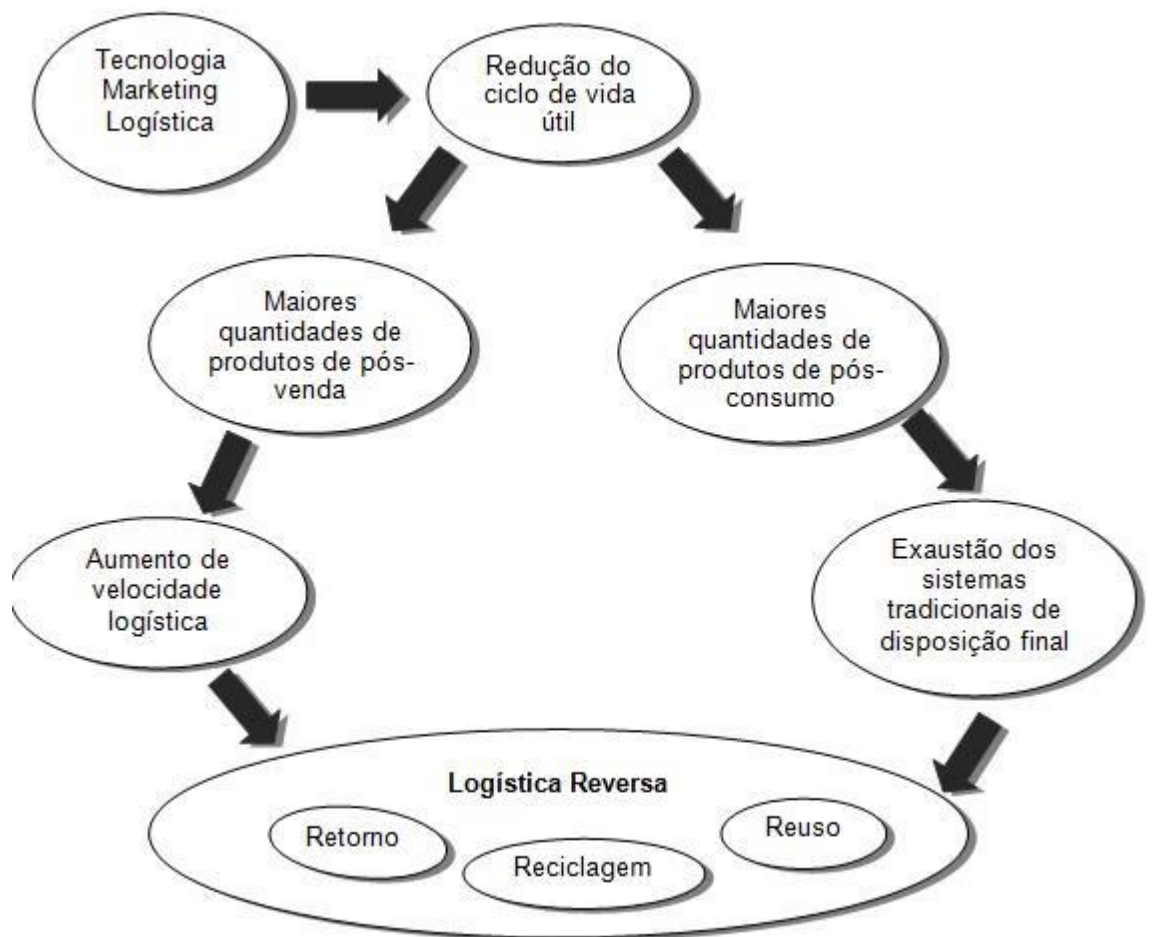 Tecnologia
Marketing
Logística
Redução do
ciclo de vida
útil
Maiores
quantidades de
produtos de pós-
venda
Maiores
quantidades de
produtos de pós-
consumo
Aumento de
velocidade
logística
Exaustão dos
sistemas
tradicionais de
disposição final
Logística Reversa
Retorno
Reciclagem
Reuso